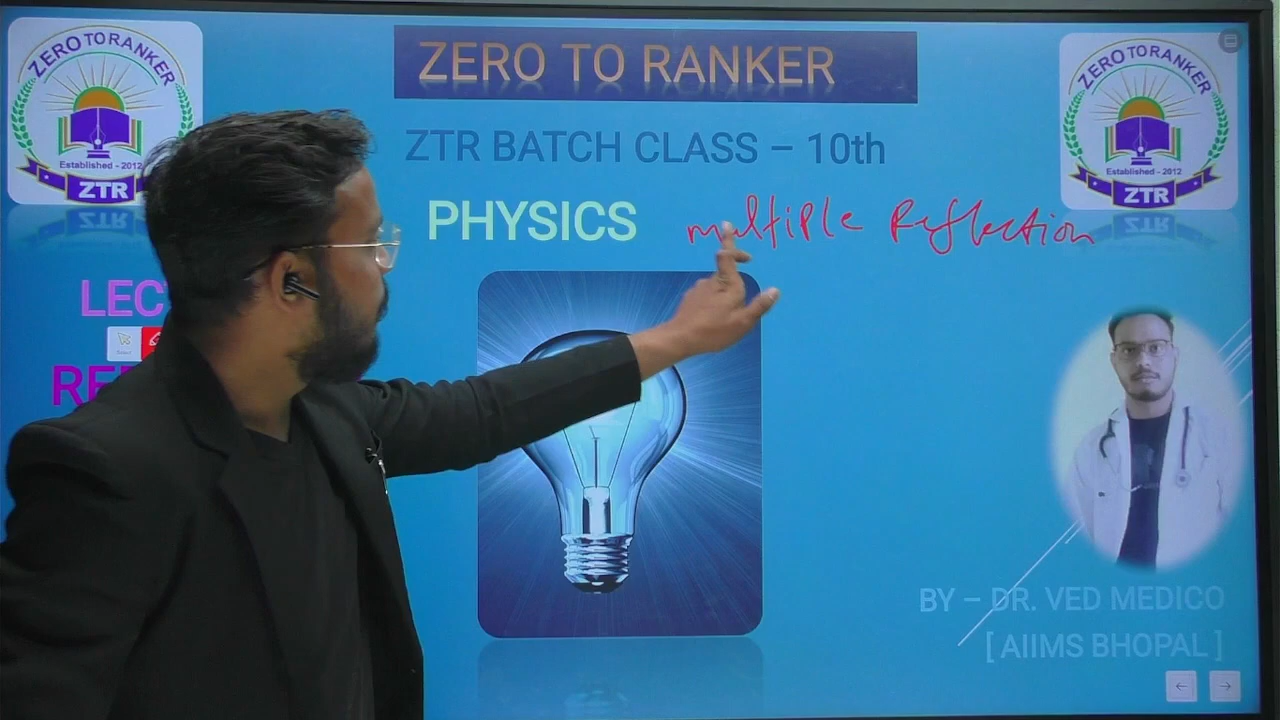 ZERO TO RANKER
Established - 2012
ZTR
ZERO TO RANKER
ZTR BATCH CLASS – 10th
PHYSICS multiple Reflection
ZERO TO RANKER
Established - 2012
ZTR
BY – DR. VED MEDICO
[ AIIMS BHOPAL ]